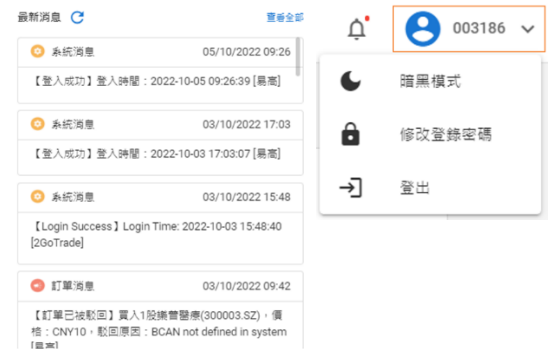 最新消息
查看全部
系統消息 05/10/2022 09:26
【登入成功】登入時間：2022-10-05 09:26:39 [易高]
系統消息 03/10/2022 17:03
【登入成功】登入時間：2022-10-03 17:03:07 [易高]
系統消息 03/10/2022 15:48
【Login Success】Login Time: 2022-10-03 15:48:40
[2GoTrade]
訂單消息 03/10/2022 09:42
【訂單已被駁回】買入1股樂普醫療(300003.SZ)，價
格：CNY10，駁回原因：BCAN not defined in system
[易高]
003186
暗黑模式
修改登錄密碼
登出